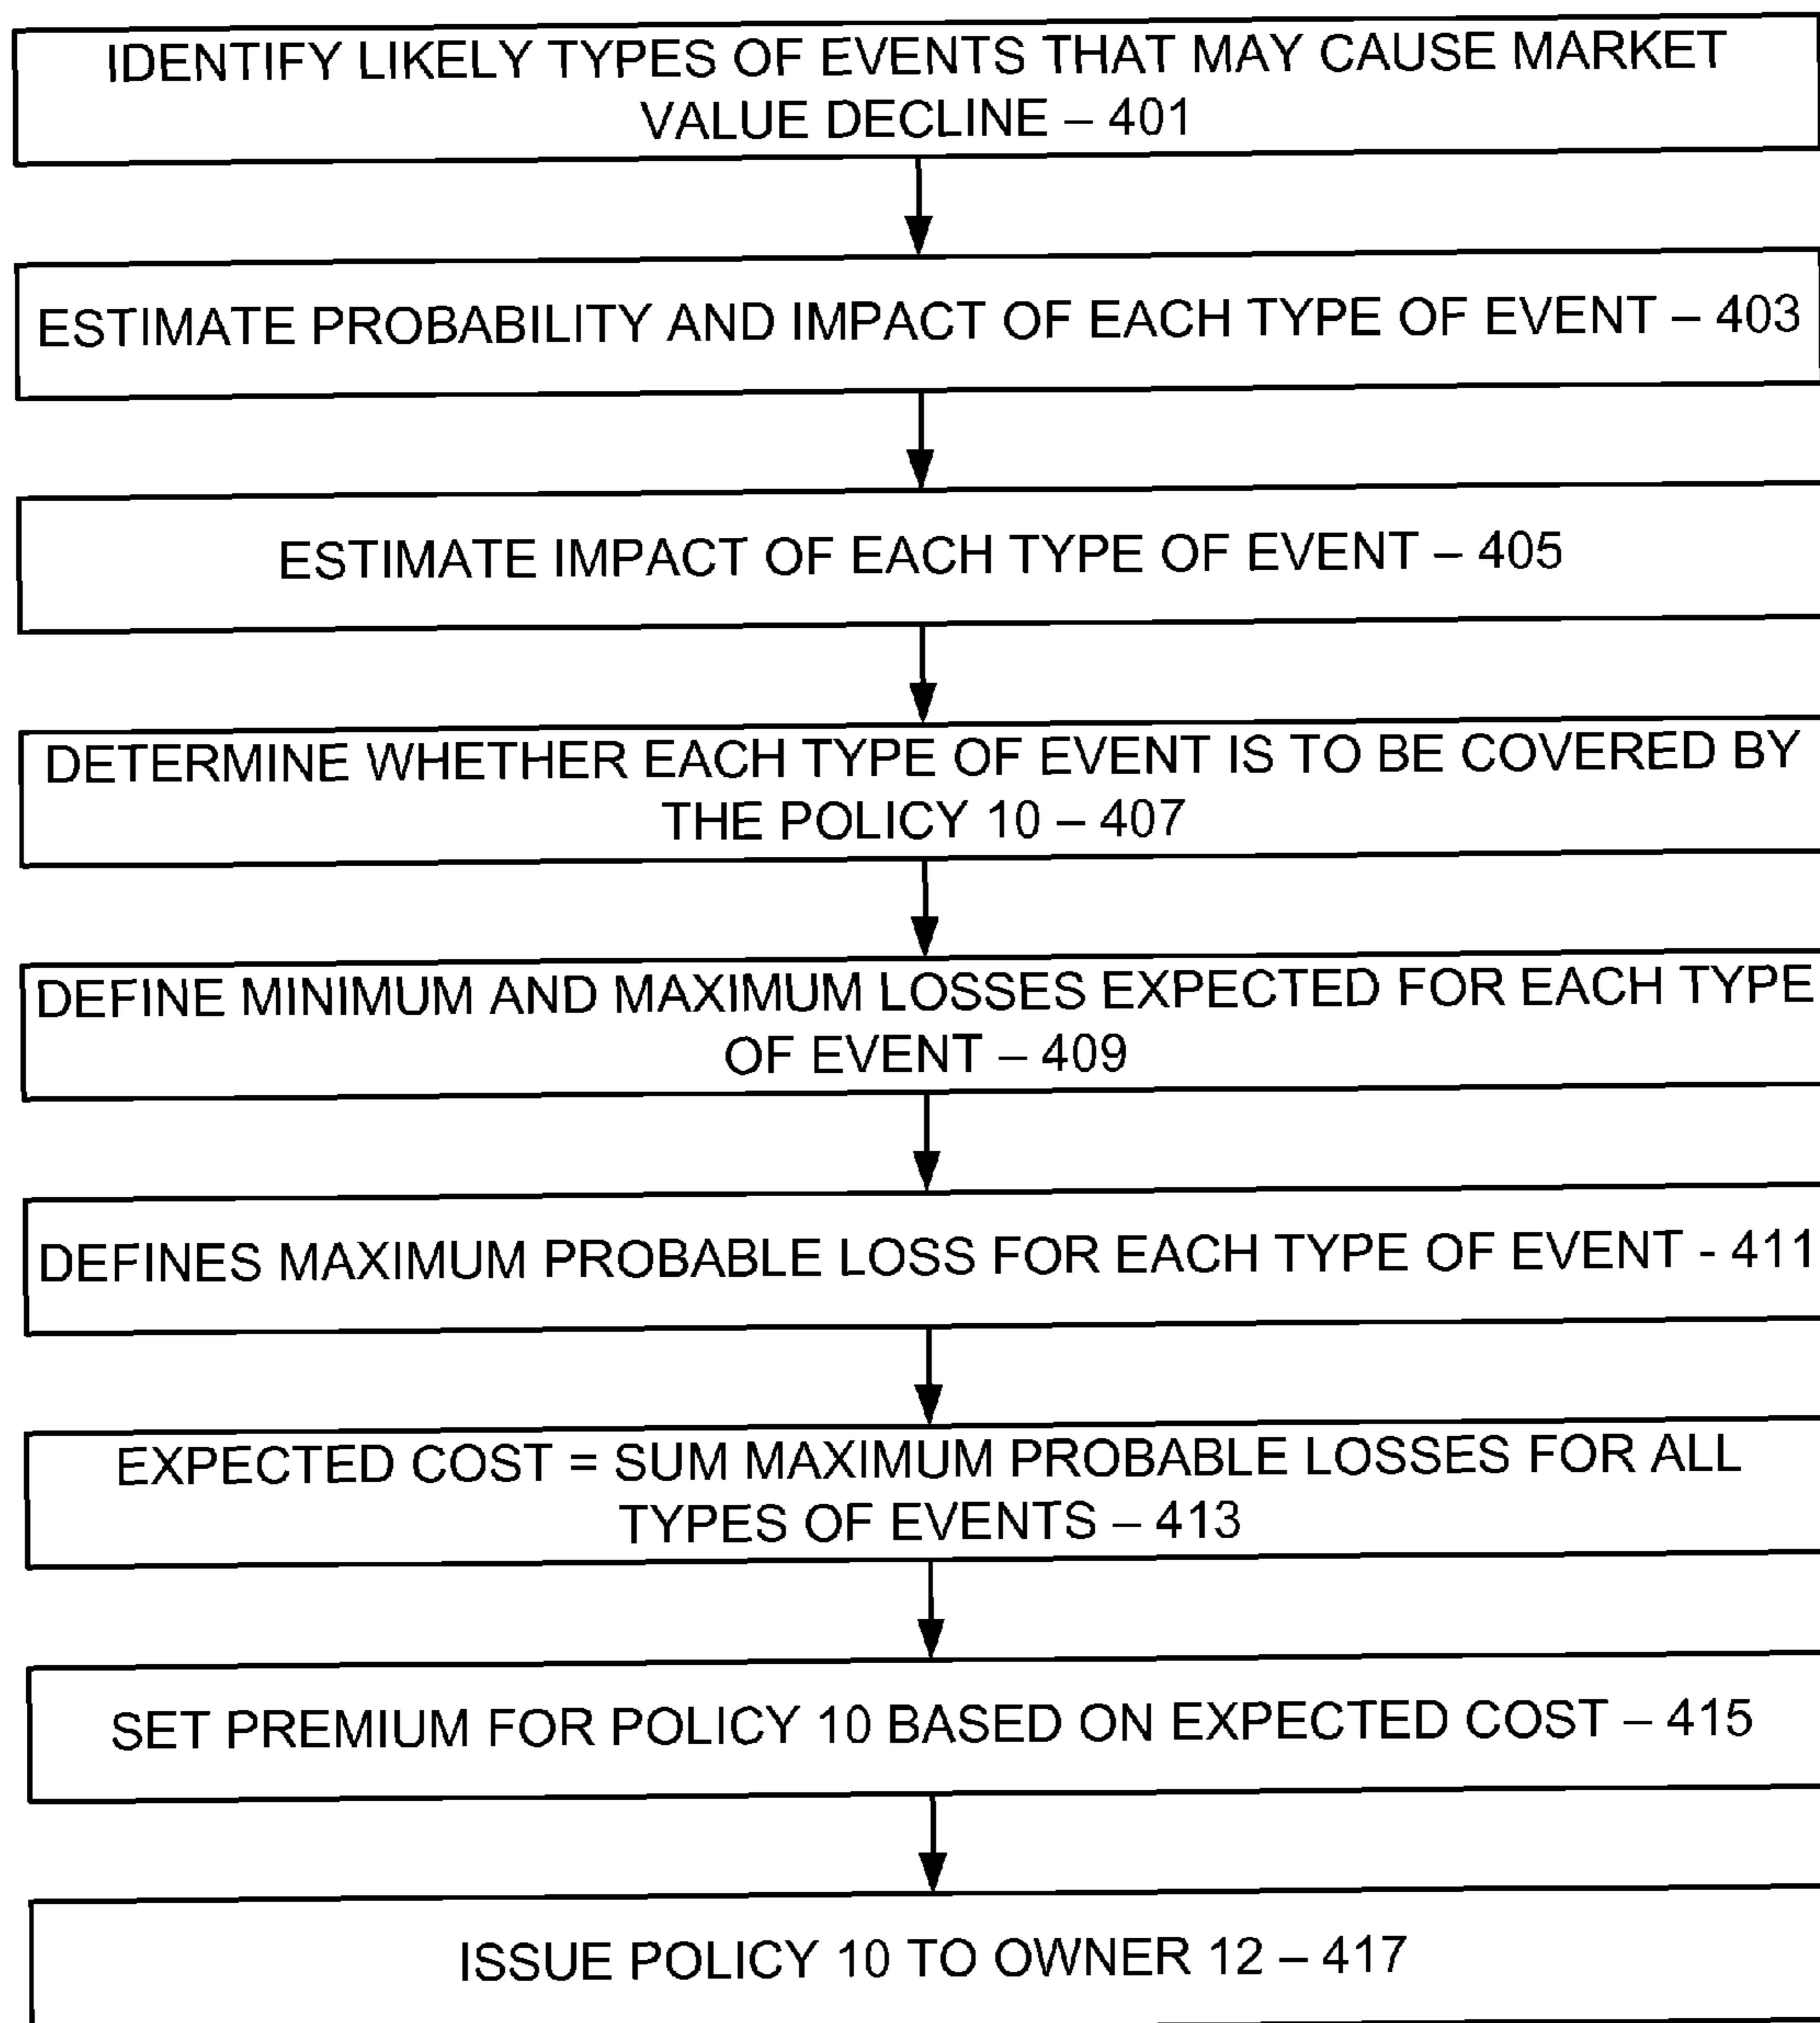 IDENTIFY LIKELY TYPES OF EVENTS THAT MAY CAUSE MARKET
VALUE DECLINE – 401
ESTIMATE PROBABILITY AND IMPACT OF EACH TYPE OF EVENT – 403
ESTIMATE IMPACT OF EACH TYPE OF EVENT – 405
DETERMINE WHETHER EACH TYPE OF EVENT IS TO BE COVERED BY
THE POLICY 10 – 407
DEFINE MINIMUM AND MAXIMUM LOSSES EXPECTED FOR EACH TYPE
OF EVENT – 409
DEFINES MAXIMUM PROBABLE LOSS FOR EACH TYPE OF EVENT - 411
EXPECTED COST = SUM MAXIMUM PROBABLE LOSSES FOR ALL
TYPES OF EVENTS – 413
SET PREMIUM FOR POLICY 10 BASED ON EXPECTED COST – 415
ISSUE POLICY 10 TO OWNER 12 – 417